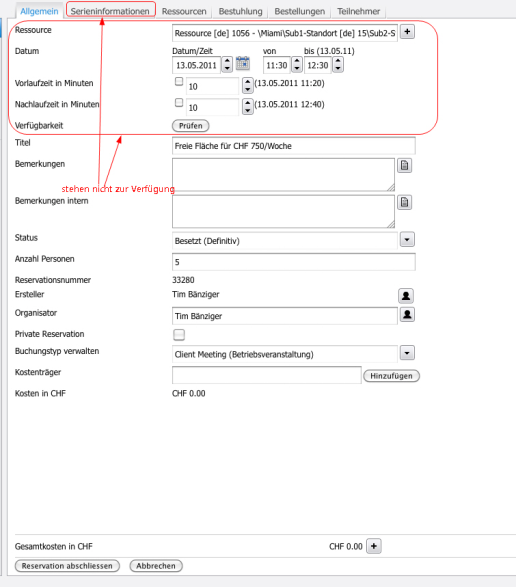 Allgemein Serieninformationen Ressourcen Bestuhlung Bestellungen Teilnehmer
Ressource Ressource [de] 1056 - \Miami\Sub1-Standort [de] 15\Sub2-S
Datum Datum/Zeit von bis (13.05.11)
13.05.2011 11:30 12:30
Vorlaufzeit in Minuten 10 (13.05.2011 11:20)
Nachlaufzeit in Minuten 10 (13.05.2011 12:40)
Verfügbarkeit Prüfen
Titel Freie Fläche für CHF 750/Woche
Bemerkungen
stehen nicht zur Verfügung
Bemerkungen intern
Status Besetzt (Definitiv)
Anzahl Personen 5
Reservationsnummer 33280
Ersteller Tim Bänziger
Organisator Tim Bänziger
Private Reservation
Buchungstyp verwalten Client Meeting (Betriebsveranstaltung)
Kostenträger Hinzufügen
Kosten in CHF CHF 0.00
Gesamtkosten in CHF CHF 0.00 +
Reservation abschliessen Abbrechen